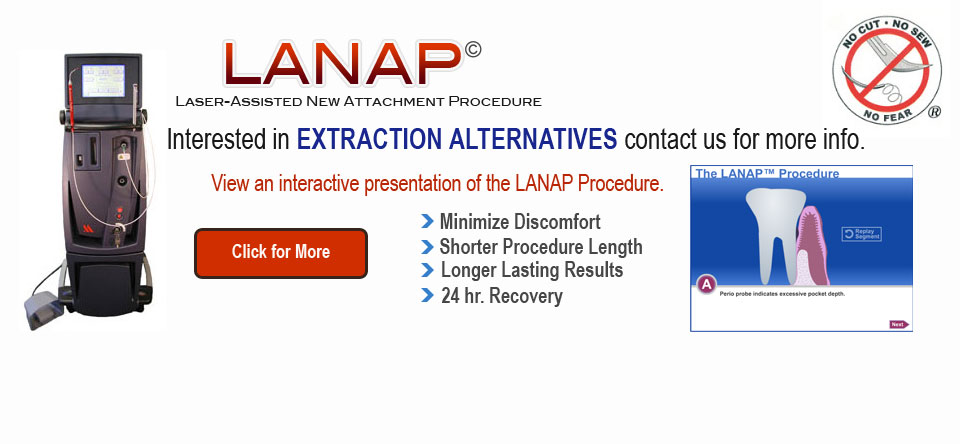 LANAP©
LASER-ASSISTED NEW ATTACHMENT PROCEDURE
NO CUT · NO SEW
NO FEAR ®
Interested in EXTRACTION ALTERNATIVES contact us for more info.
View an interactive presentation of the LANAP Procedure.
Click for More
Minimize Discomfort
Shorter Procedure Length
Longer Lasting Results
24 hr. Recovery
The LANAP™ Procedure
Replay
Segment
A
Perio probe indicates excessive pocket depth.
Next